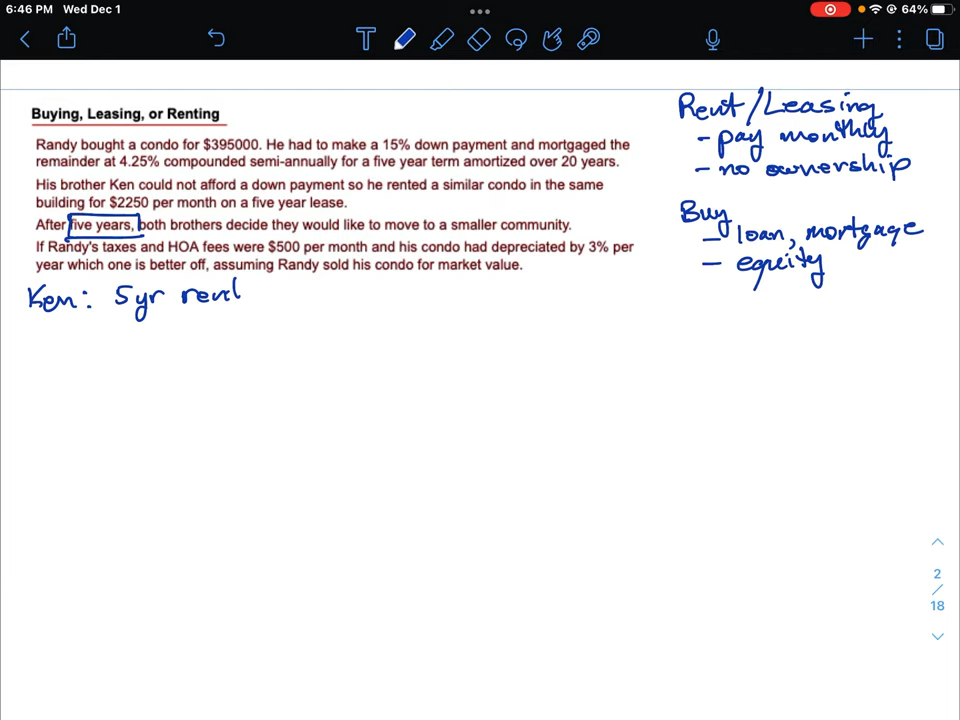 6:46 PM Wed Dec 1
64%
T
Buying, Leasing, or Renting
Randy bought a condo for $395000. He had to make a 15% down payment and mortgaged the
remainder at 4.25% compounded semi-annually for a five year term amortized over 20 years.
His brother Ken could not afford a down payment so he rented a similar condo in the same
building for $2250 per month on a five year lease.
After five years, both brothers decide they would like to move to a smaller community.
If Randy's taxes and HOA fees were $500 per month and his condo had depreciated by 3% per
year which one is better off, assuming Randy sold his condo for market value.
Ken: 5yr rent
Rent/Leasing
- pay monthly
- no ownership
Buy
- loan, mortgage
- equity
2
/
18